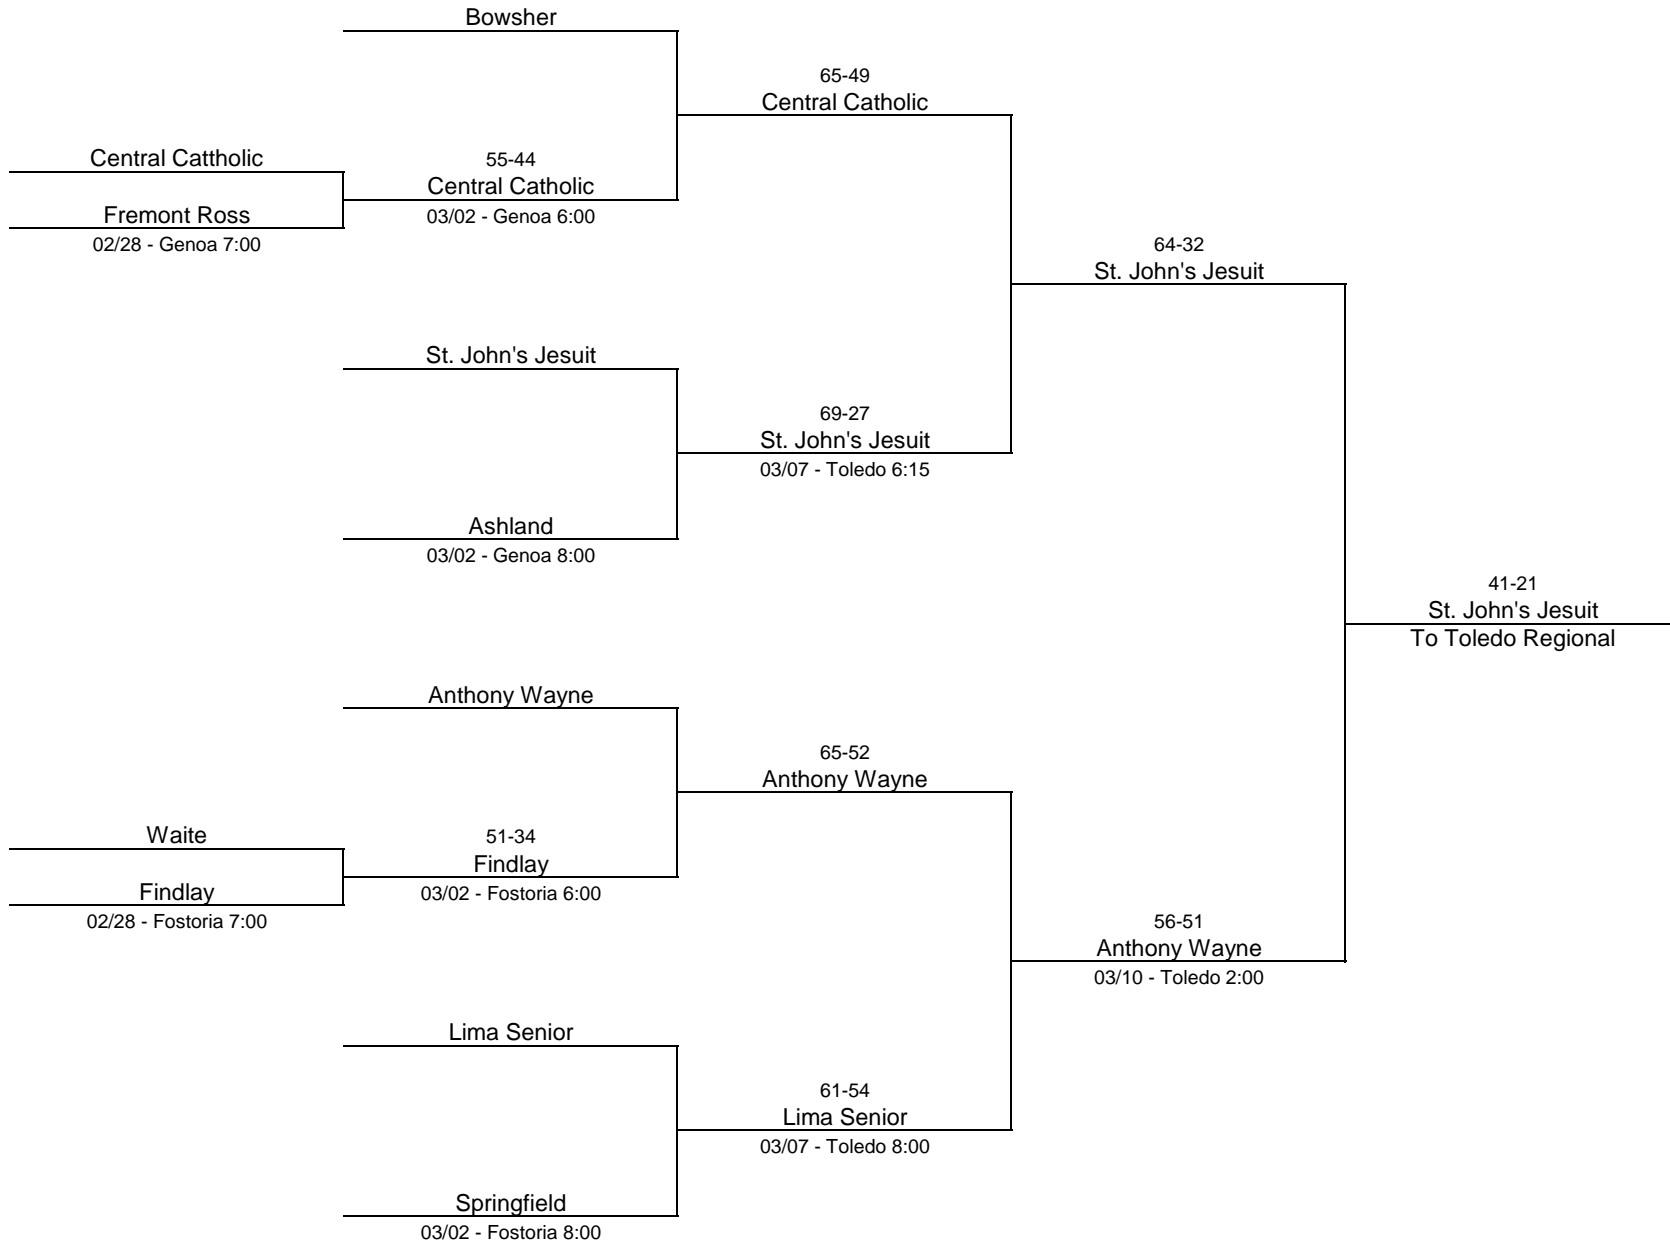 Bowsher
65-49
Central Catholic
Central Cattholic
55-44
Central Catholic
Fremont Ross
03/02 - Genoa 6:00
02/28 - Genoa 7:00
64-32
St. John's Jesuit
St. John's Jesuit
69-27
St. John's Jesuit
03/07 - Toledo 6:15
Ashland
03/02 - Genoa 8:00
41-21
St. John's Jesuit
To Toledo Regional
Anthony Wayne
65-52
Anthony Wayne
Waite
51-34
Findlay
Findlay
03/02 - Fostoria 6:00
02/28 - Fostoria 7:00
56-51
Anthony Wayne
03/10 - Toledo 2:00
Lima Senior
61-54
Lima Senior
03/07 - Toledo 8:00
Springfield
03/02 - Fostoria 8:00